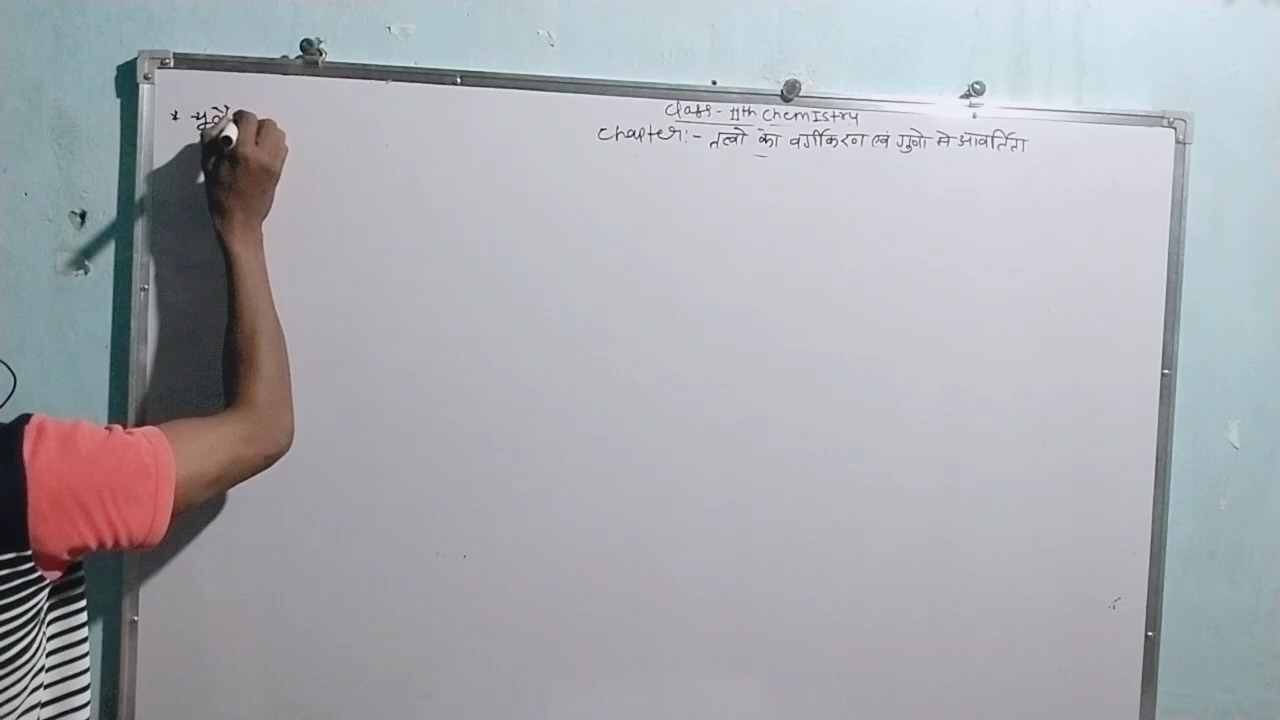 Class - 11th ChemIstry
Chapter :- तत्वो का वर्गीकरण एवं गुणो मे आवर्तिता
*